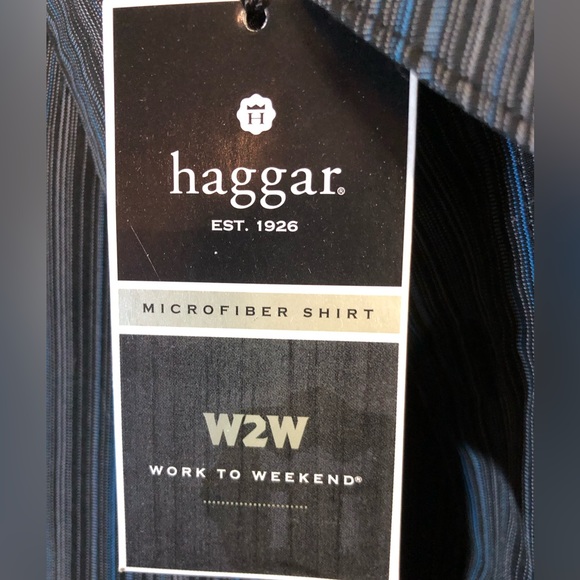 H
haggar®
EST. 1926
MICROFIBER SHIRT
W2W
WORK TO WEEKEND®